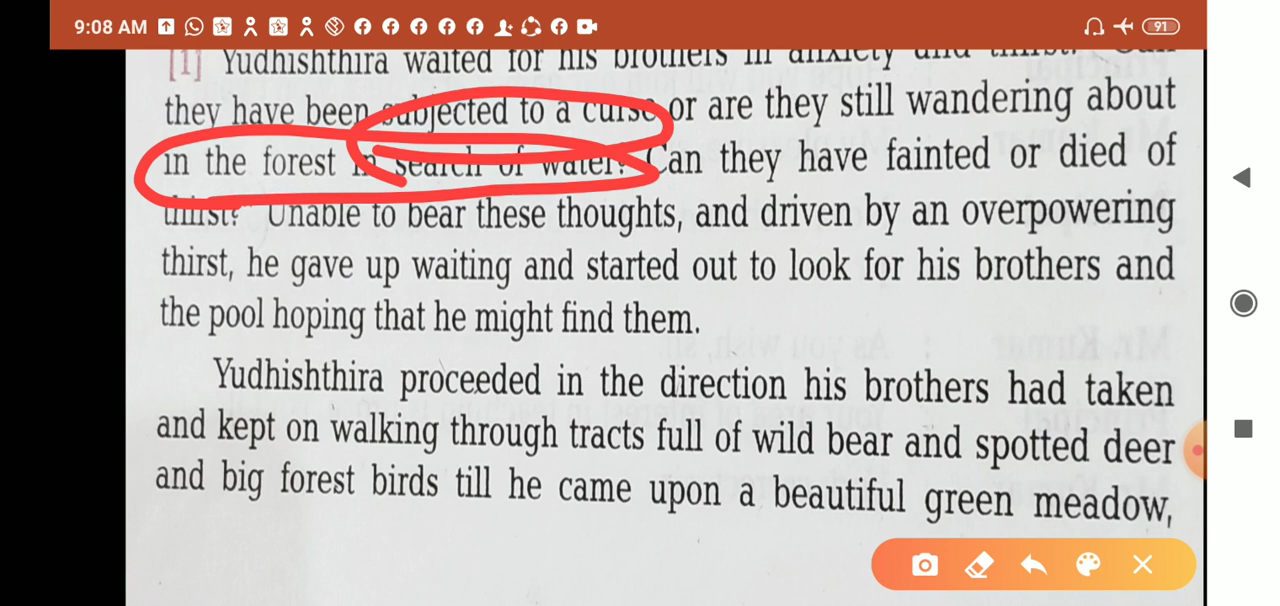 9:08 AM
91
[1] Yudhishthira waited for his brothers in anxiety and thirst. "Can
they have been subjected to a curse or are they still wandering about
in the forest in search of water? Can they have fainted or died of
thirst?" Unable to bear these thoughts, and driven by an overpowering
thirst, he gave up waiting and started out to look for his brothers and
the pool hoping that he might find them.
Yudhishthira proceeded in the direction his brothers had taken
and kept on walking through tracts full of wild bear and spotted deer
and big forest birds till he came upon a beautiful green meadow,